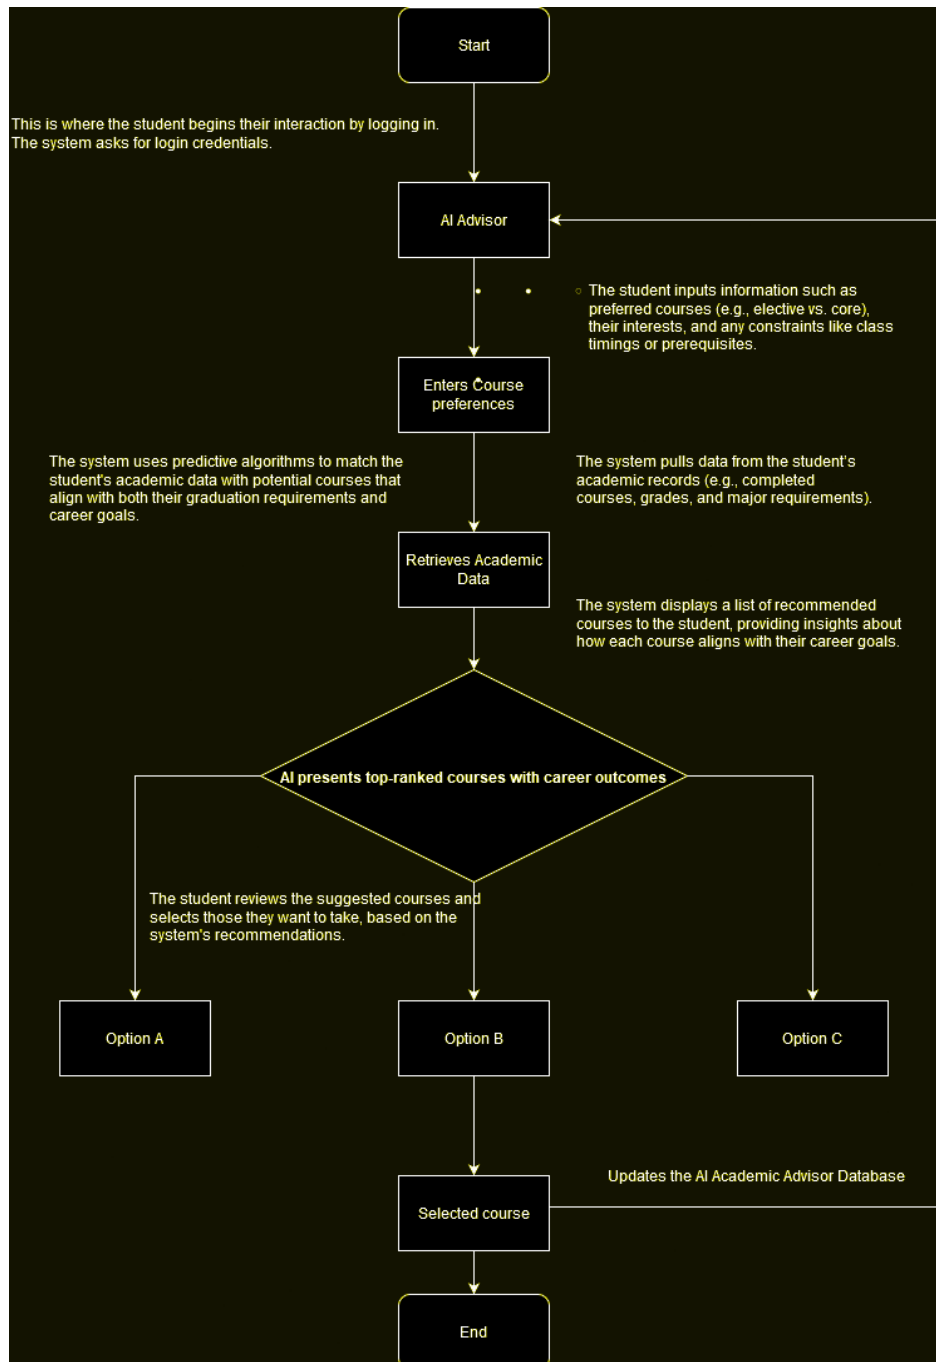 Start
This is where the student begins their interaction by logging in.
The system asks for login credentials.
AI Advisor
The student inputs information such as
preferred courses (e.g., elective vs. core),
their interests, and any constraints like class
timings or prerequisites.
Enters Course
preferences
The system uses predictive algorithms to match the
student's academic data with potential courses that
align with both their graduation requirements and
career goals.
The system pulls data from the student's
academic records (e.g., completed
courses, grades, and major requirements).
Retrieves Academic
Data
The system displays a list of recommended
courses to the student, providing insights about
how each course aligns with their career goals.
AI presents top-ranked courses with career outcomes
The student reviews the suggested courses and
selects those they want to take, based on the
system's recommendations.
Option A
Option B
Option C
Updates the AI Academic Advisor Database
Selected course
End